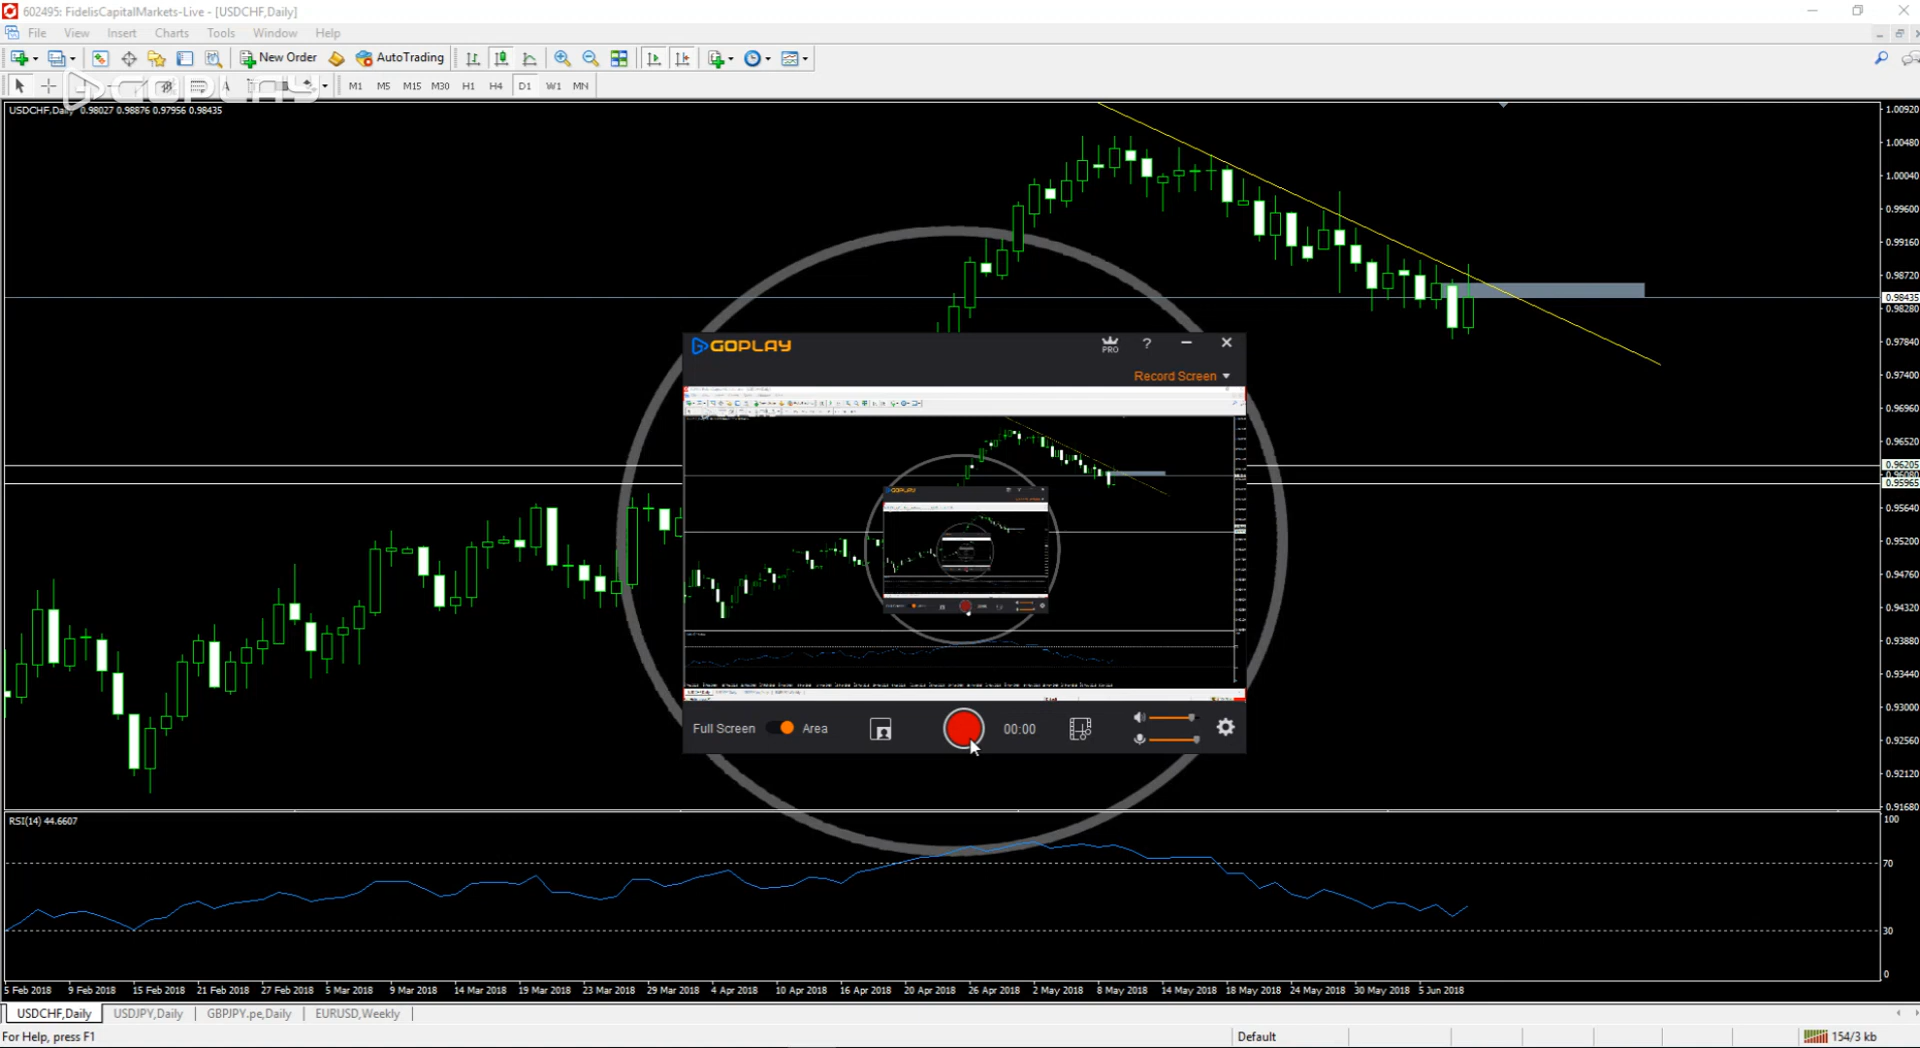 602495: FidelisCapitalMarkets-Live - [USDCHF,Daily]
File View Insert Charts Tools Window Help
New Order AutoTrading
GOPLAY
M1 M5 M15 M30 H1 H4 D1 W1 MN
USDCHF,Daily 0.98027 0.98876 0.97956 0.98435
1.00920
1.00480
1.00040
0.99600
0.99160
0.98720
0.98435
0.98280
0.97840
0.97400
0.96960
0.96520
0.96205
0.95965
0.95640
0.95200
0.94760
0.94320
0.93880
0.93440
0.93000
0.92560
0.92120
0.91680
GOPLAY
PRO ?
Record Screen
GOPLAY
Full Screen Area 00:00
RSI(14) 44.6607
100
70
30
0
5 Feb 2018 9 Feb 2018 15 Feb 2018 21 Feb 2018 27 Feb 2018 5 Mar 2018 9 Mar 2018 14 Mar 2018 19 Mar 2018 23 Mar 2018 29 Mar 2018 4 Apr 2018 10 Apr 2018 16 Apr 2018 20 Apr 2018 26 Apr 2018 2 May 2018 8 May 2018 14 May 2018 18 May 2018 24 May 2018 30 May 2018 5 Jun 2018
USDCHF,Daily USDJPY,Daily GBPJPY.pe,Daily EURUSD,Weekly
For Help, press F1 Default 154/3 kb